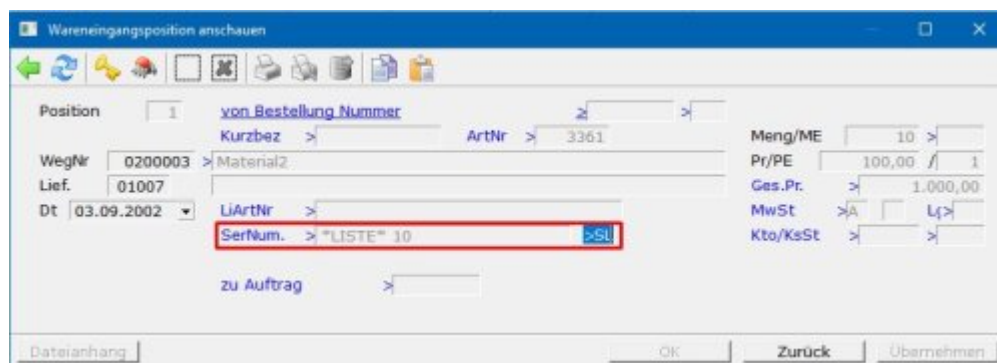 Wareneingangsposition anschauen
Position 1 von Bestellung Nummer > >
Kurzbez > ArtNr > 3361 Meng/ME 10 >
WegNr 0200003 > Material2 Pr/PE 100,00 / 1
Lief. 01007 Ges.Pr. > 1.000,00
Dt 03.09.2002 LiArtNr > MwSt >A L(>
SerNum. > *LISTE* 10 >SL Kto/KsSt > >
zu Auftrag >
Dateianhang OK Zurück Übernehmen